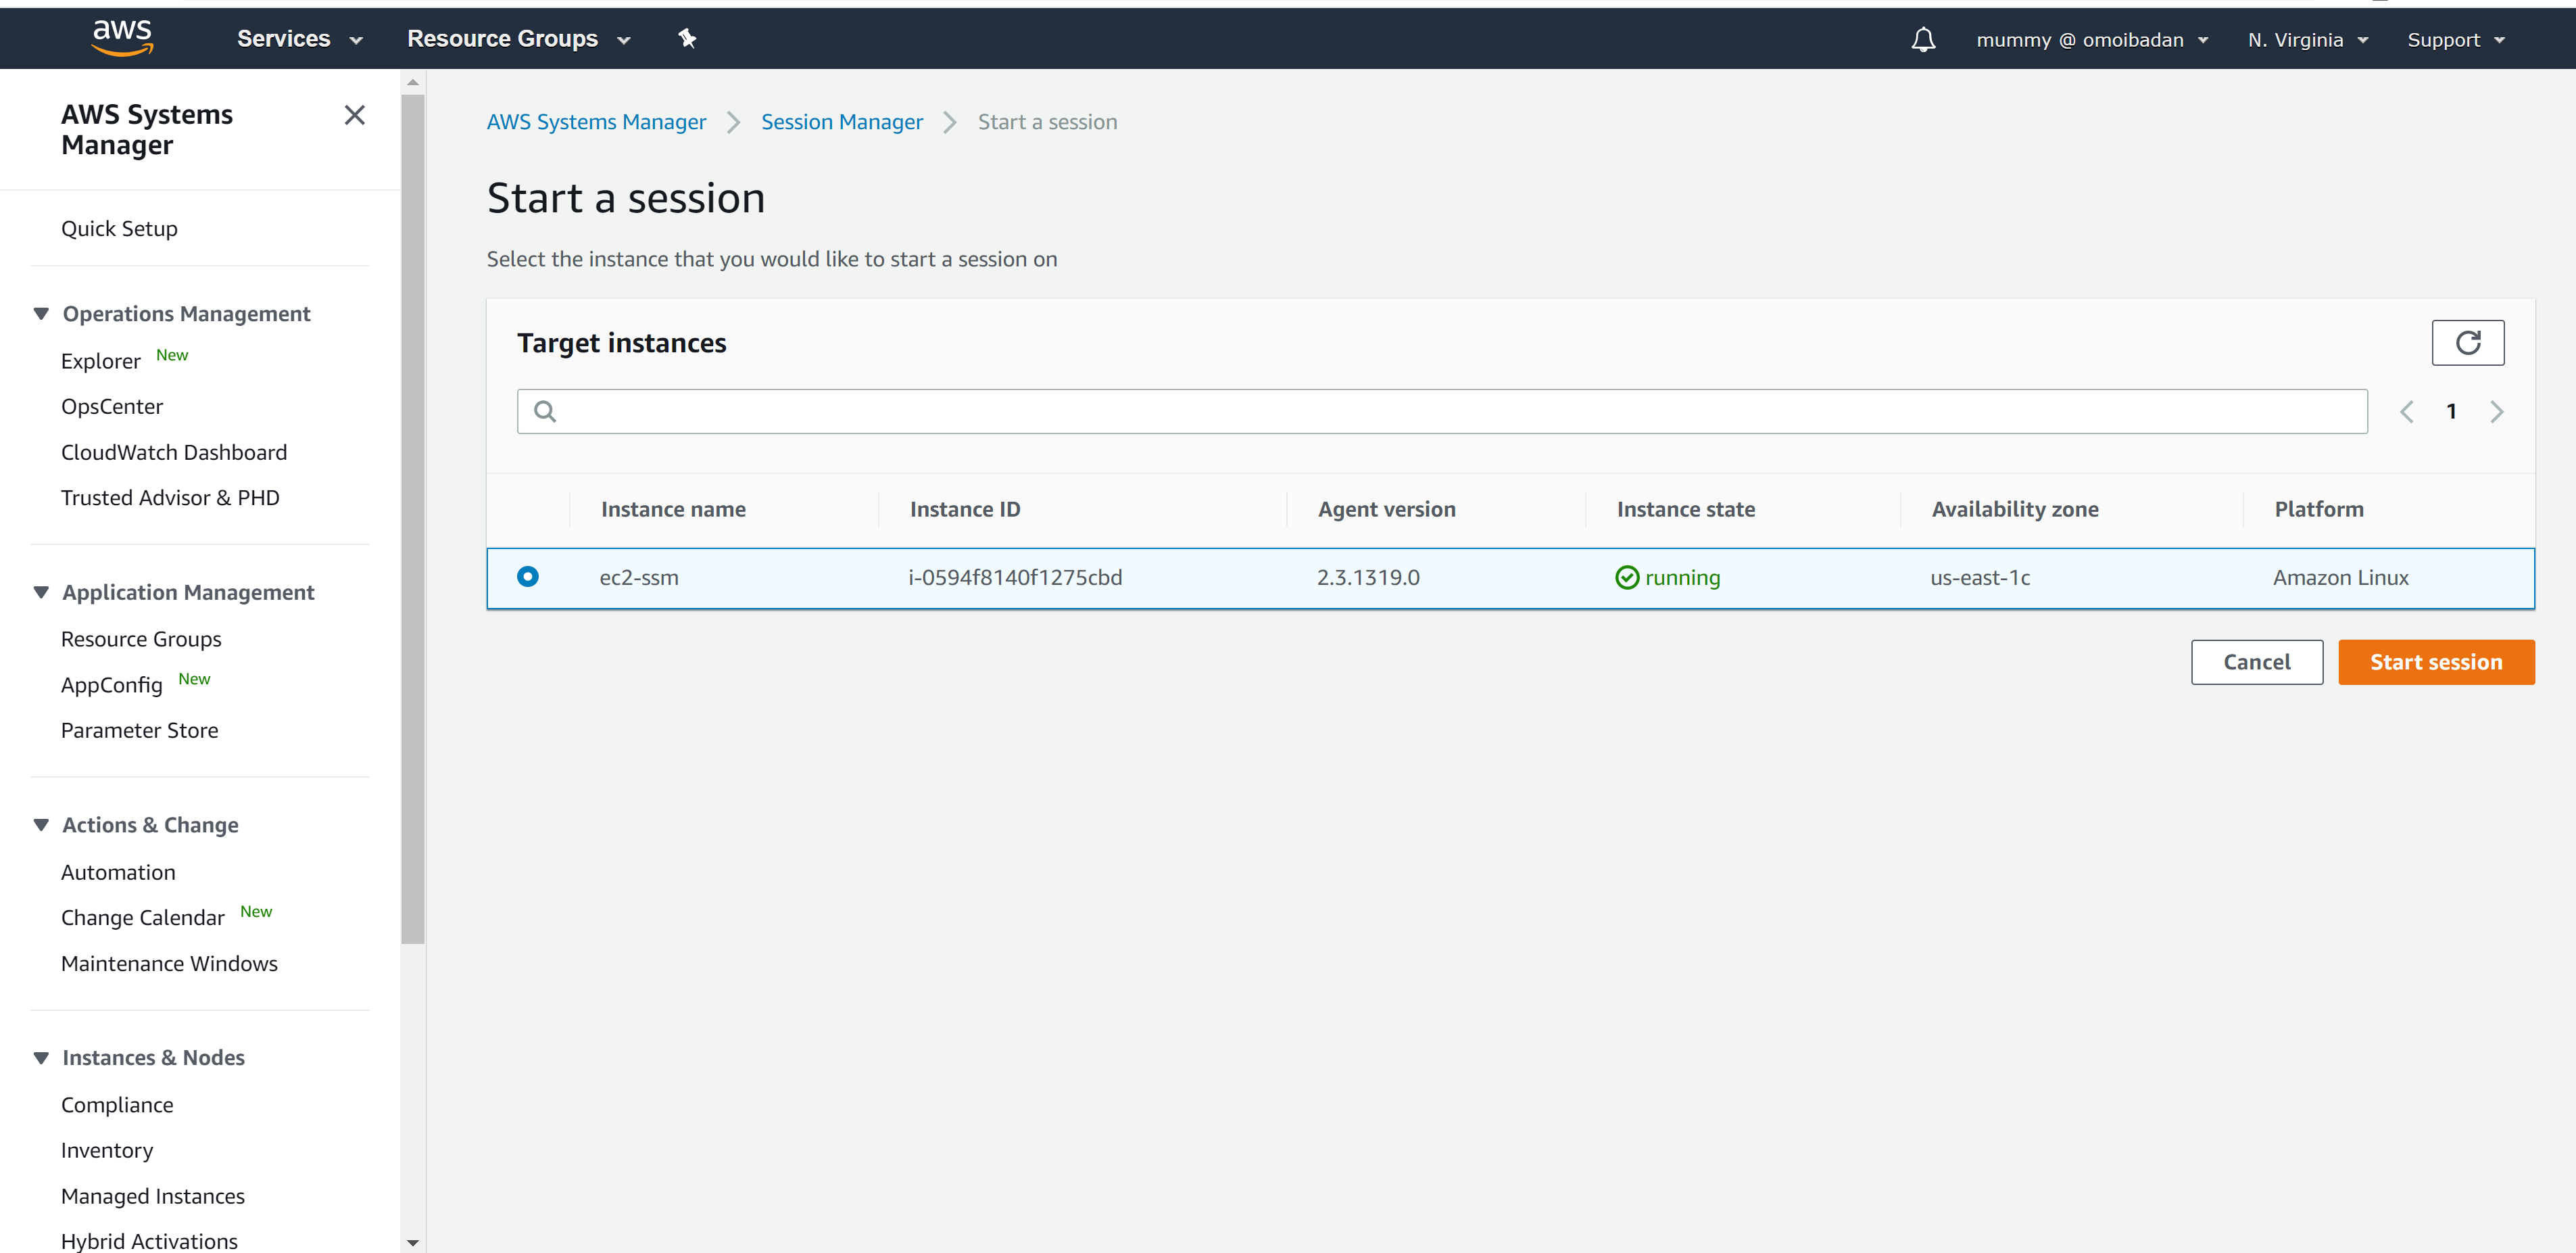 aws
Services
Resource Groups
mummy @ omoibadan
N. Virginia
Support
AWS Systems
Manager
Quick Setup
Operations Management
Explorer New
OpsCenter
CloudWatch Dashboard
Trusted Advisor & PHD
Application Management
Resource Groups
AppConfig New
Parameter Store
Actions & Change
Automation
Change Calendar New
Maintenance Windows
Instances & Nodes
Compliance
Inventory
Managed Instances
Hybrid Activations
AWS Systems Manager
Session Manager
Start a session
Start a session
Select the instance that you would like to start a session on
Target instances
1
Instance name Instance ID Agent version Instance state Availability zone Platform
ec2-ssm i-0594f8140f1275cbd 2.3.1319.0 running us-east-1c Amazon Linux
Cancel
Start session